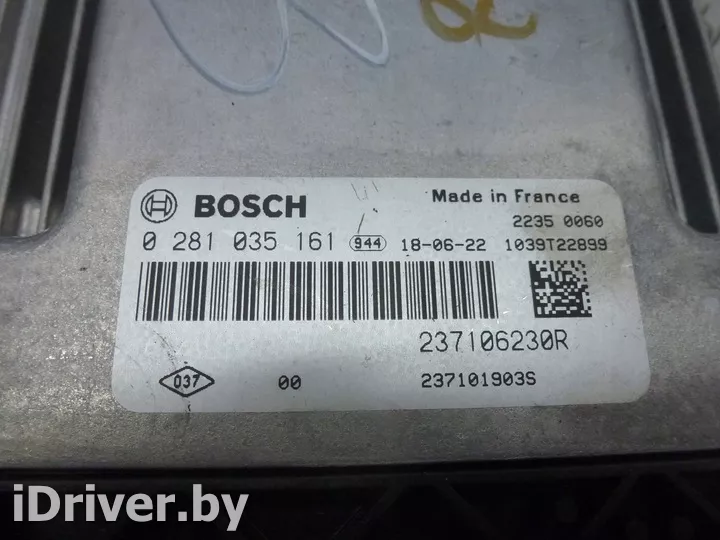 BOSCH
Made in France
2235 0060
0 281 035 161 944 18-06-22 1039T22899
237106230R
037 00 237101903S
iDriver.by